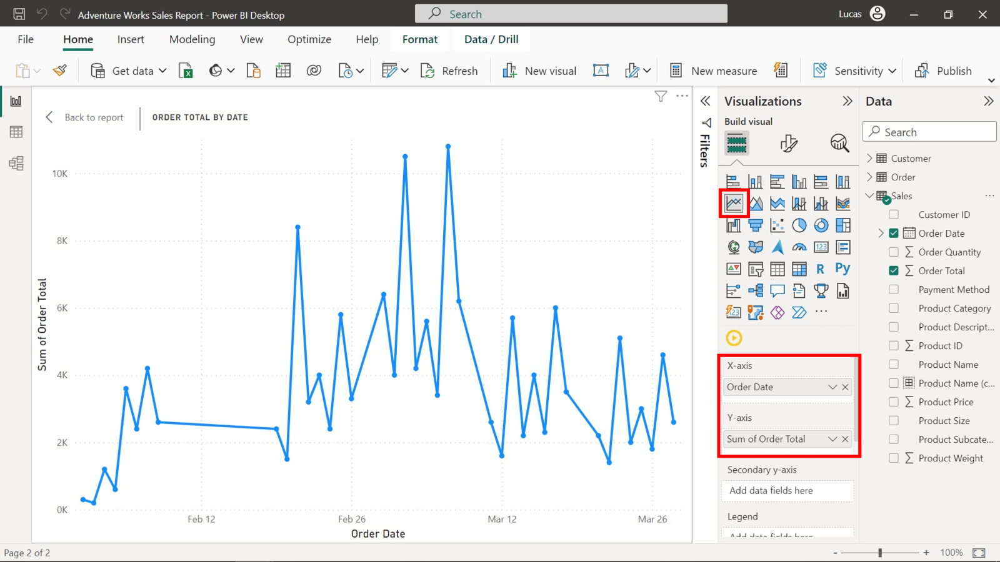 Adventure Works Sales Report - Power BI Desktop
Search
Lucas
File
Home
Insert
Modeling
View
Optimize
Help
Format
Data / Drill
Get data
Refresh
New visual
New measure
Sensitivity
Publish
Back to report
ORDER TOTAL BY DATE
Sum of Order Total
10K
8K
6K
4K
2K
0K
Feb 12
Feb 26
Mar 12
Mar 26
Order Date
Filters
Visualizations
Build visual
123
R
Py
123
X-axis
Order Date
Y-axis
Sum of Order Total
Secondary y-axis
Add data fields here
Legend
Add data fields here
Data
Search
Customer
Order
Sales
Customer ID
Order Date
Order Quantity
Order Total
Payment Method
Product Category
Product Descript...
Product ID
Product Name
Product Name (c...
Product Price
Product Size
Product Subcate...
Product Weight
Page 2 of 2
100%